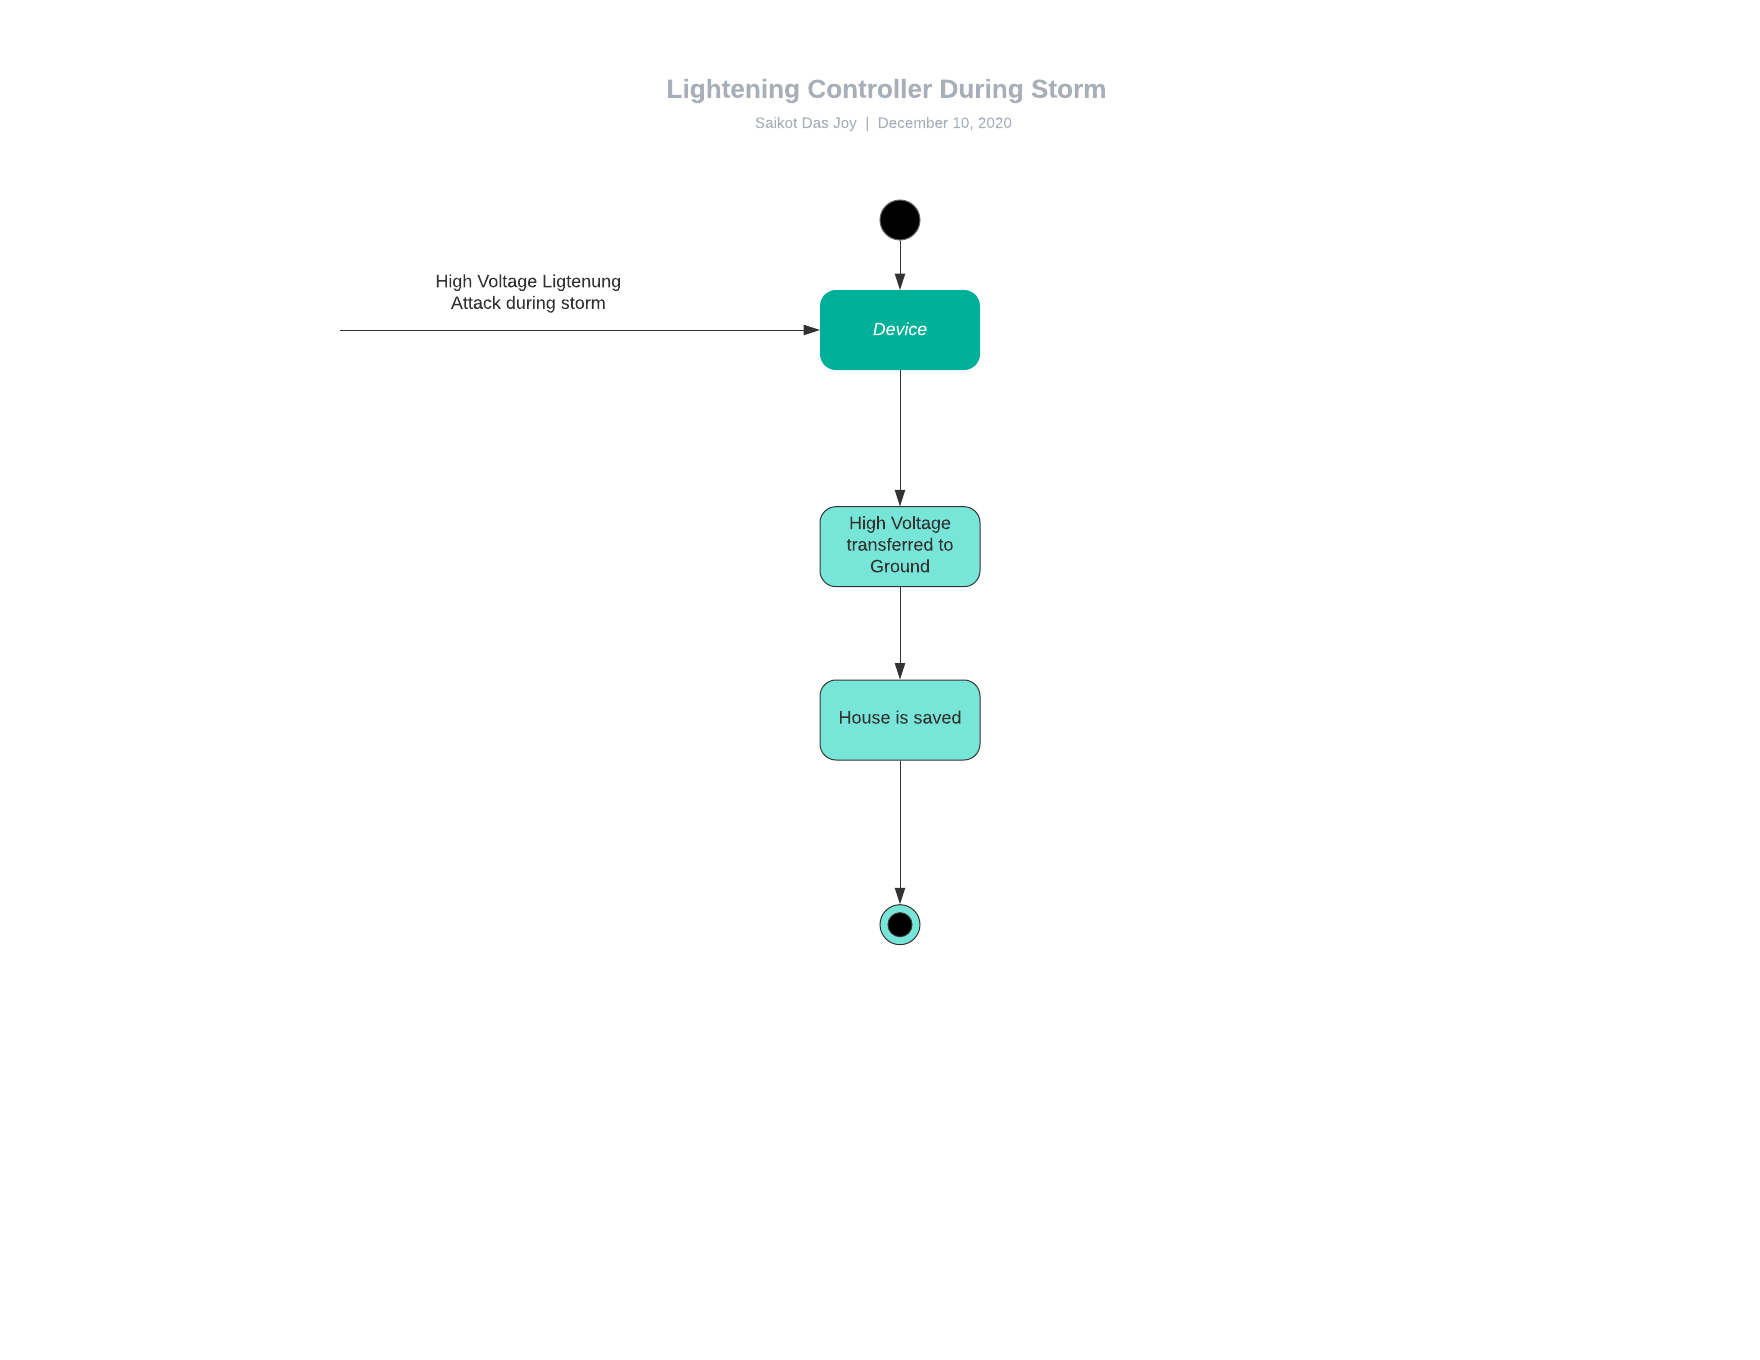 Lightening Controller During Storm
Saikot Das Joy | December 10, 2020
High Voltage Ligtenung
Attack during storm
Device
High Voltage
transferred to
Ground
House is saved